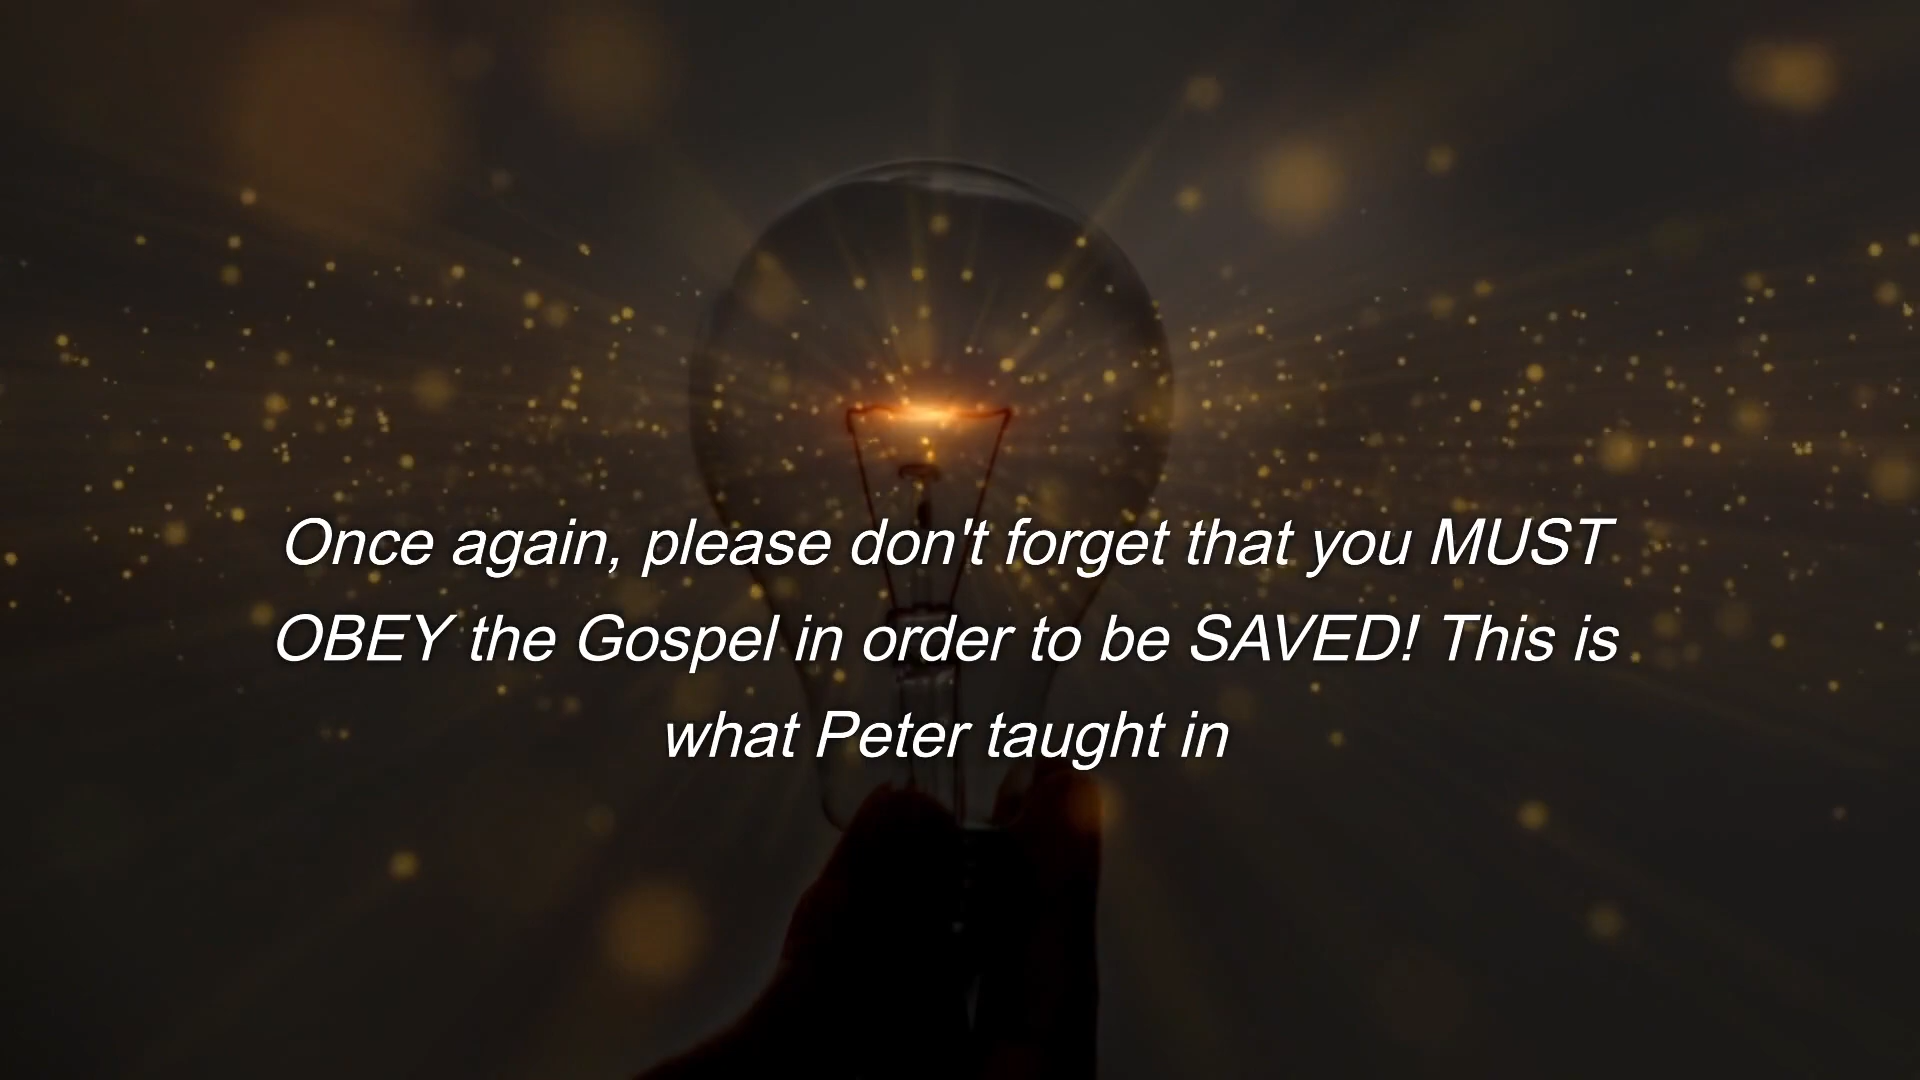 Once again, please don't forget that you MUST
OBEY the Gospel in order to be SAVED! This is
what Peter taught in